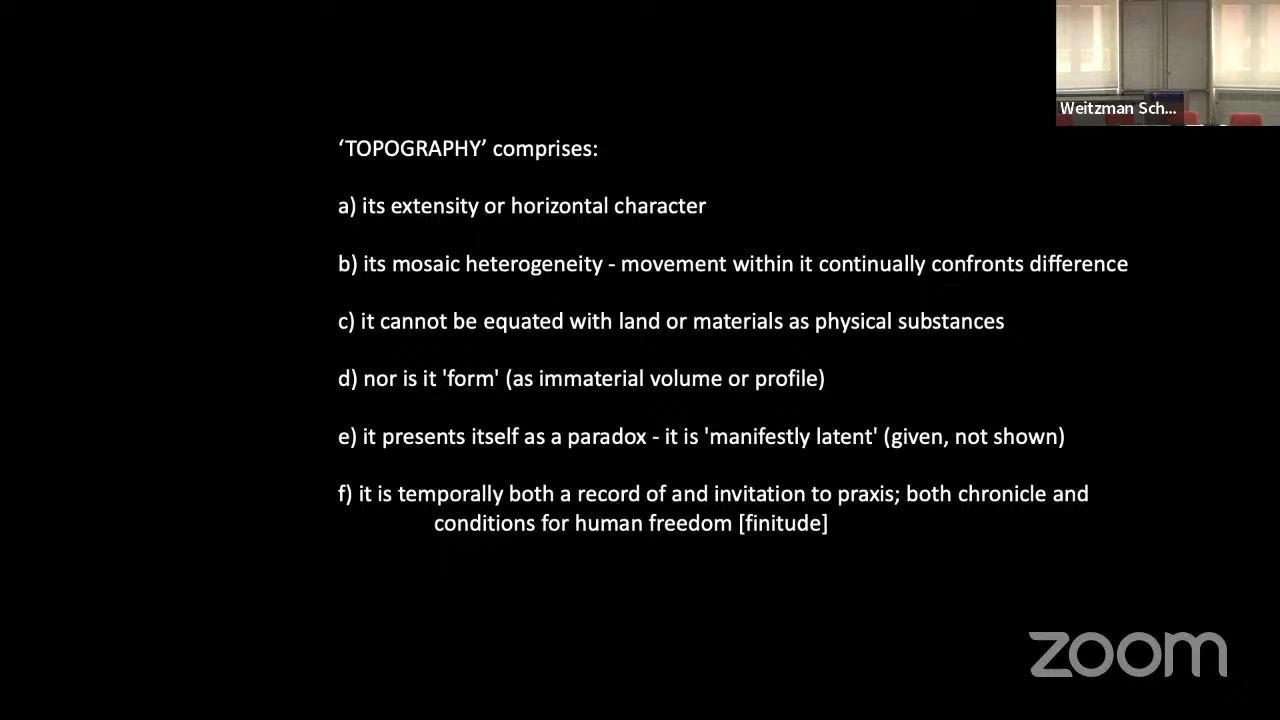 Weitzman Sch...
‘TOPOGRAPHY’ comprises:
a) its extensity or horizontal character
b) its mosaic heterogeneity - movement within it continually confronts difference
c) it cannot be equated with land or materials as physical substances
d) nor is it 'form' (as immaterial volume or profile)
e) it presents itself as a paradox - it is 'manifestly latent' (given, not shown)
f) it is temporally both a record of and invitation to praxis; both chronicle and
conditions for human freedom [finitude]
zoom